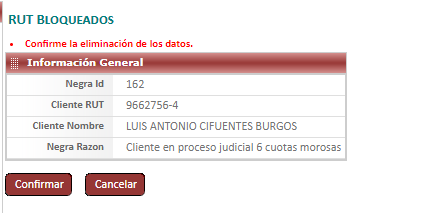 RUT BLOQUEADOS
Confirme la eliminación de los datos.
Información General
Negra Id 162
Cliente RUT 9662756-4
Cliente Nombre LUIS ANTONIO CIFUENTES BURGOS
Negra Razon Cliente en proceso judicial 6 cuotas morosas
Confirmar Cancelar